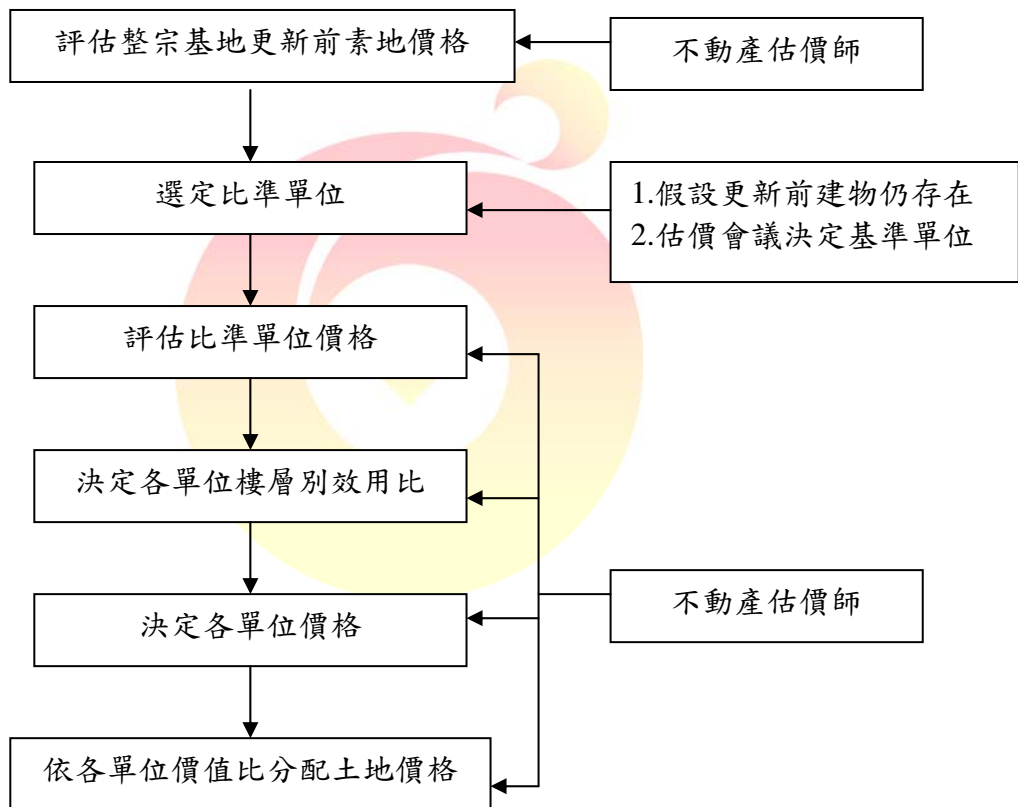 評估整宗基地更新前素地價格
不動產估價師
選定比準單位
1.假設更新前建物仍存在
2.估價會議決定基準單位
評估比準單位價格
決定各單位樓層別效用比
決定各單位價格
不動產估價師
依各單位價值比分配土地價格